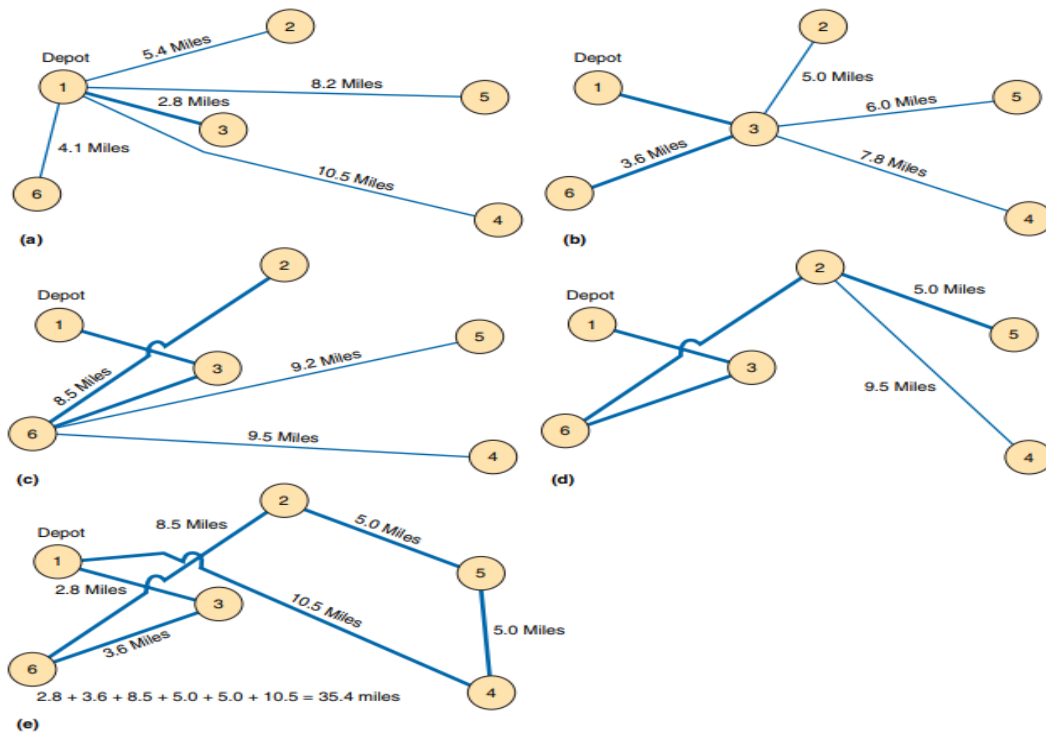 2
5.4 Miles
Depot
1
8.2 Miles
5
2.8 Miles
3
4.1 Miles
10.5 Miles
6
4
(a)
2
Depot
5.0 Miles
1
6.0 Miles
5
3
3.6 Miles
7.8 Miles
6
4
(b)
2
Depot
1
9.2 Miles
5
3
8.5 Miles
6
9.5 Miles
4
(c)
2
5.0 Miles
Depot
1
5
3
9.5 Miles
6
4
(d)
2
8.5 Miles
5.0 Miles
Depot
1
5
2.8 Miles
3
10.5 Miles
5.0 Miles
3.6 Miles
6
4
2.8 + 3.6 + 8.5 + 5.0 + 5.0 + 10.5 = 35.4 miles
(e)